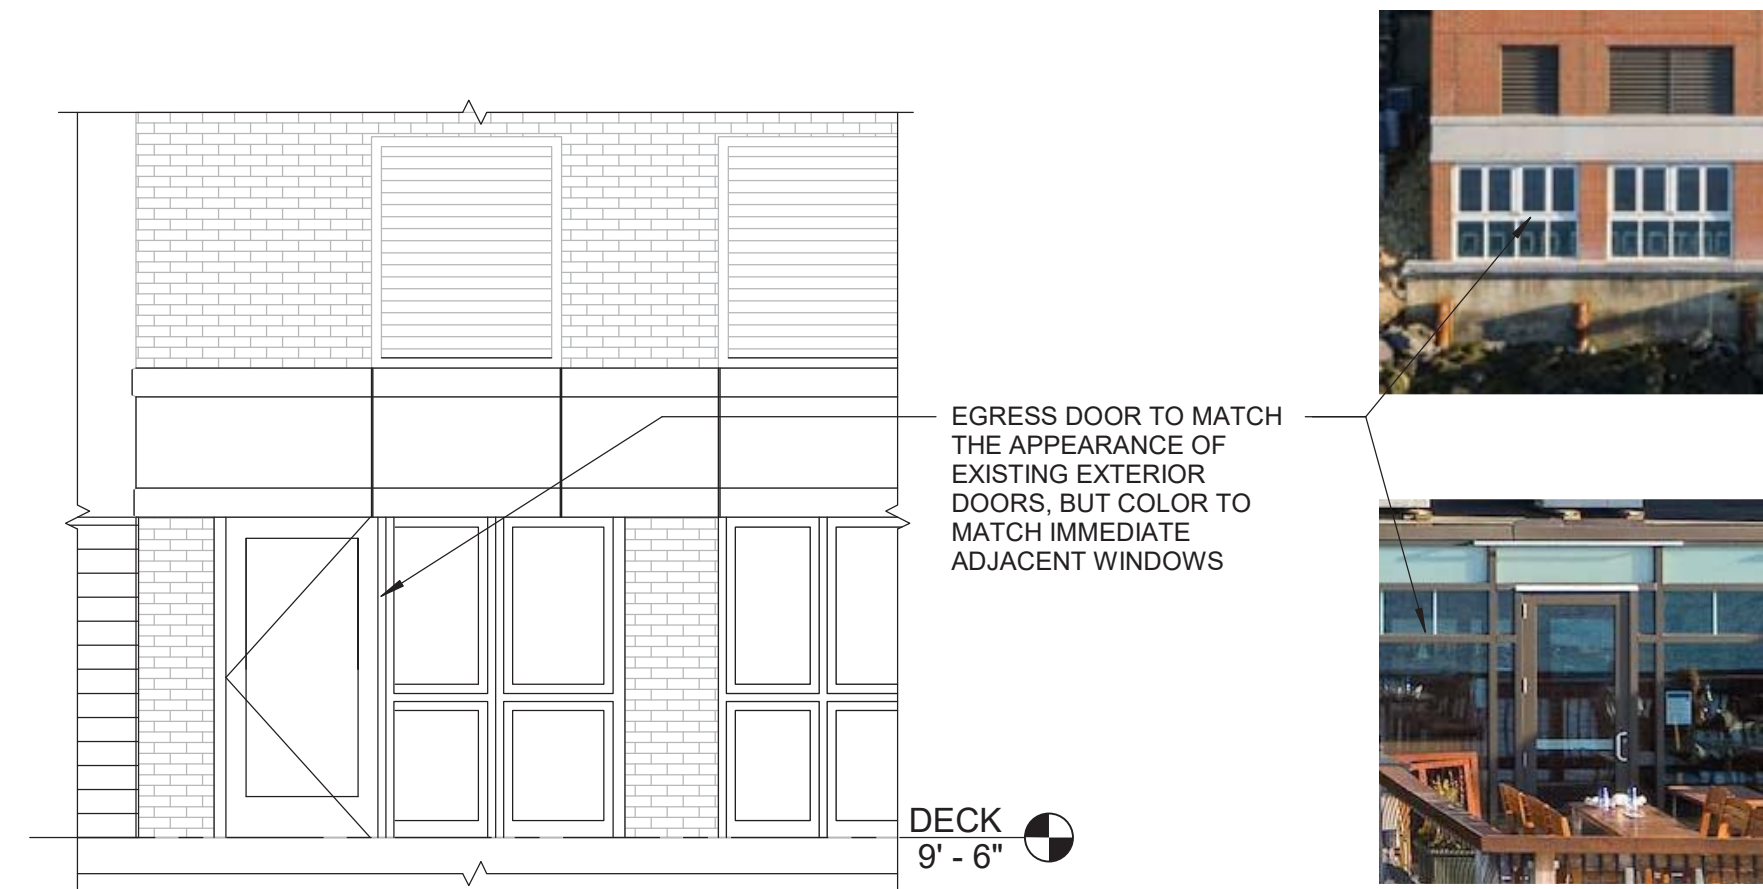 EGRESS DOOR TO MATCH
THE APPEARANCE OF
EXISTING EXTERIOR
DOORS, BUT COLOR TO
MATCH IMMEDIATE
ADJACENT WINDOWS
DECK
9' - 6"